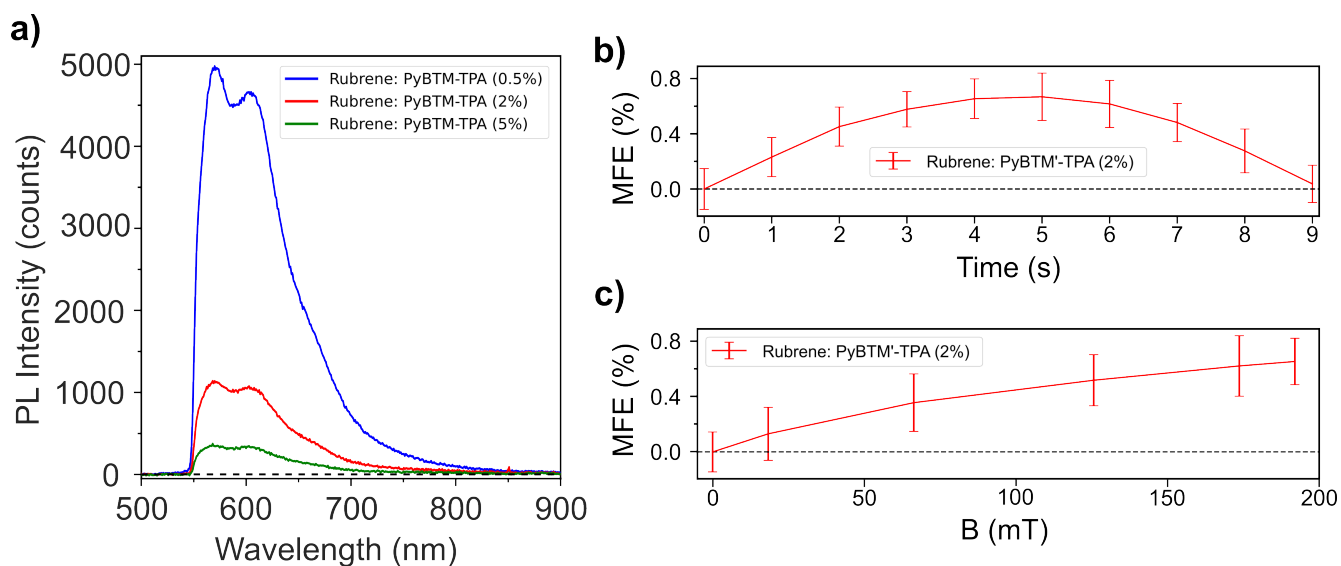 a)
5000
4000
3000
2000
1000
0
PL Intensity (counts)
Rubrene: PyBTM-TPA (0.5%)
Rubrene: PyBTM-TPA (2%)
Rubrene: PyBTM-TPA (5%)
500 600 700 800 900
Wavelength (nm)
b)
0.8
0.4
0.0
MFE (%)
Rubrene: PyBTM'-TPA (2%)
0 1 2 3 4 5 6 7 8 9
Time (s)
c)
0.8
0.4
0.0
MFE (%)
Rubrene: PyBTM'-TPA (2%)
0 50 100 150 200
B (mT)